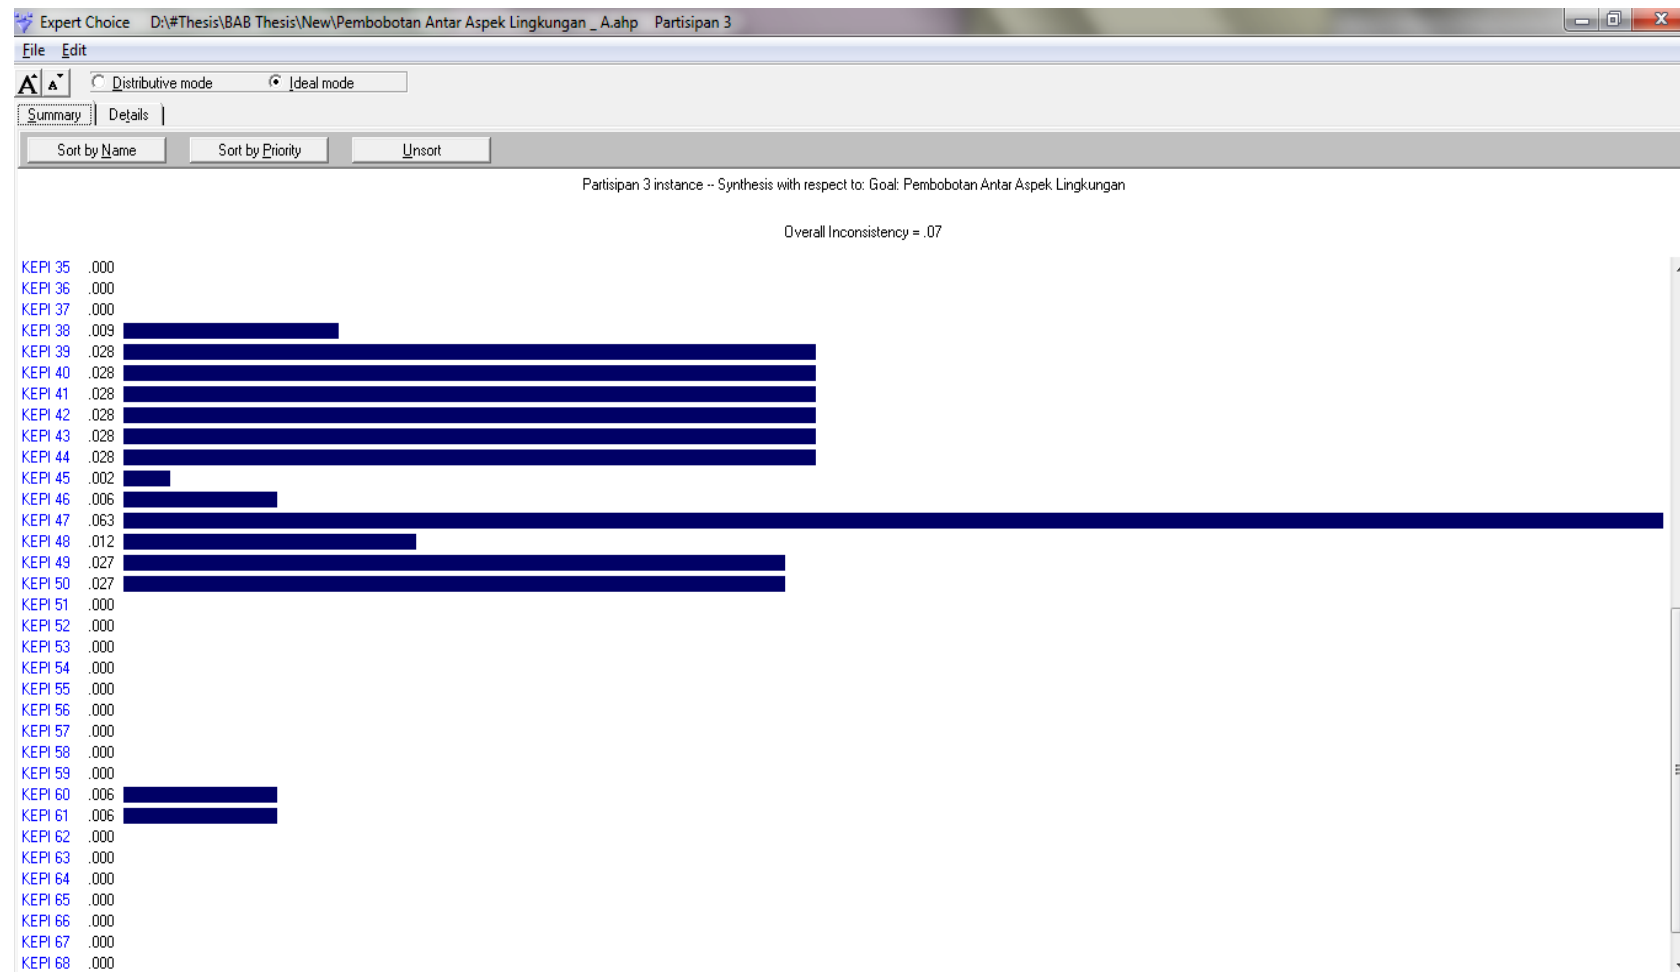 Expert Choice D:\#Thesis\BAB Thesis\New\Pembobotan Antar Aspek Lingkungan _ A.ahp Partisipan 3
File Edit
A A Distributive mode Ideal mode
Summary Details
Sort by Name Sort by Priority Unsort
Partisipan 3 instance -- Synthesis with respect to: Goal: Pembobotan Antar Aspek Lingkungan
Overall Inconsistency = .07
KEPI 35 .000
KEPI 36 .000
KEPI 37 .000
KEPI 38 .009
KEPI 39 .028
KEPI 40 .028
KEPI 41 .028
KEPI 42 .028
KEPI 43 .028
KEPI 44 .028
KEPI 45 .002
KEPI 46 .006
KEPI 47 .063
KEPI 48 .012
KEPI 49 .027
KEPI 50 .027
KEPI 51 .000
KEPI 52 .000
KEPI 53 .000
KEPI 54 .000
KEPI 55 .000
KEPI 56 .000
KEPI 57 .000
KEPI 58 .000
KEPI 59 .000
KEPI 60 .006
KEPI 61 .006
KEPI 62 .000
KEPI 63 .000
KEPI 64 .000
KEPI 65 .000
KEPI 66 .000
KEPI 67 .000
KEPI 68 .000